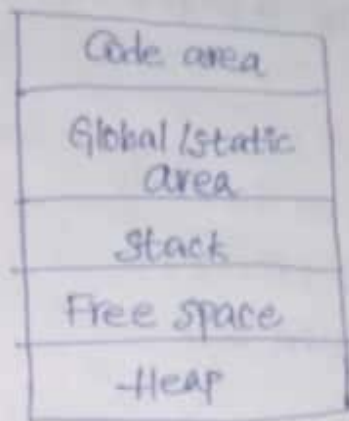 Code area
Global/static
area
Stack
Free space
Heap